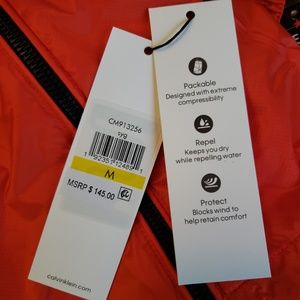 CM913256
M
MSRP $ 145.00
calvinklein.com
Packable
Designed with extreme
compressibility
Repel
Keeps you dry
while repelling water
Protect
Blocks wind to
help retain comfort